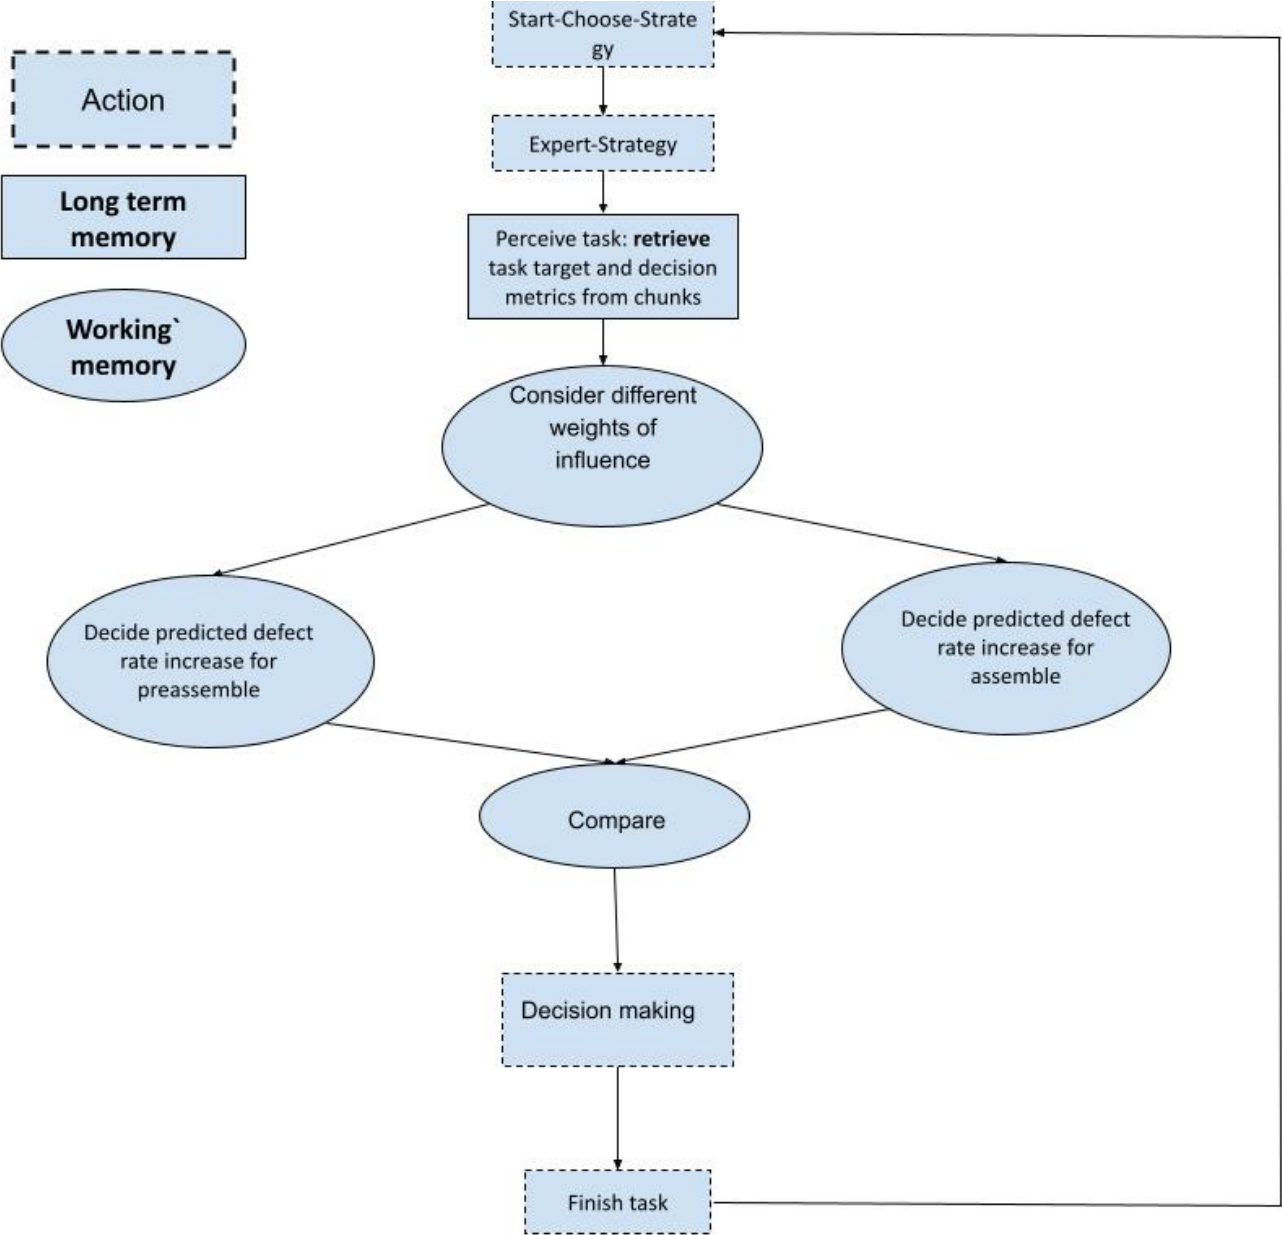 Start-Choose-Strate
gy
Action
Expert-Strategy
Long term
memory
Perceive task: retrieve
task target and decision
metrics from chunks
Working`
memory
Consider different
weights of
influence
Decide predicted defect
rate increase for
preassemble
Decide predicted defect
rate increase for
assemble
Compare
Decision making
Finish task